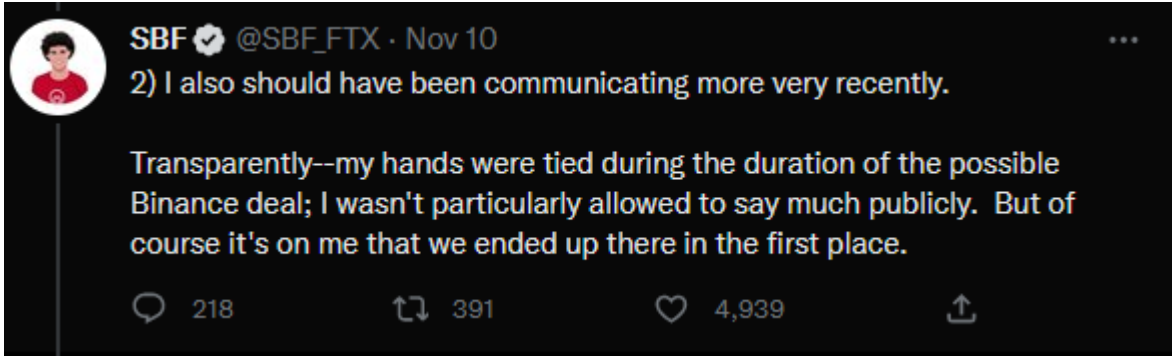 SBF @SBF_FTX · Nov 10
2) I also should have been communicating more very recently.
Transparently--my hands were tied during the duration of the possible
Binance deal; I wasn't particularly allowed to say much publicly.  But of
course it's on me that we ended up there in the first place.
218 391 4,939